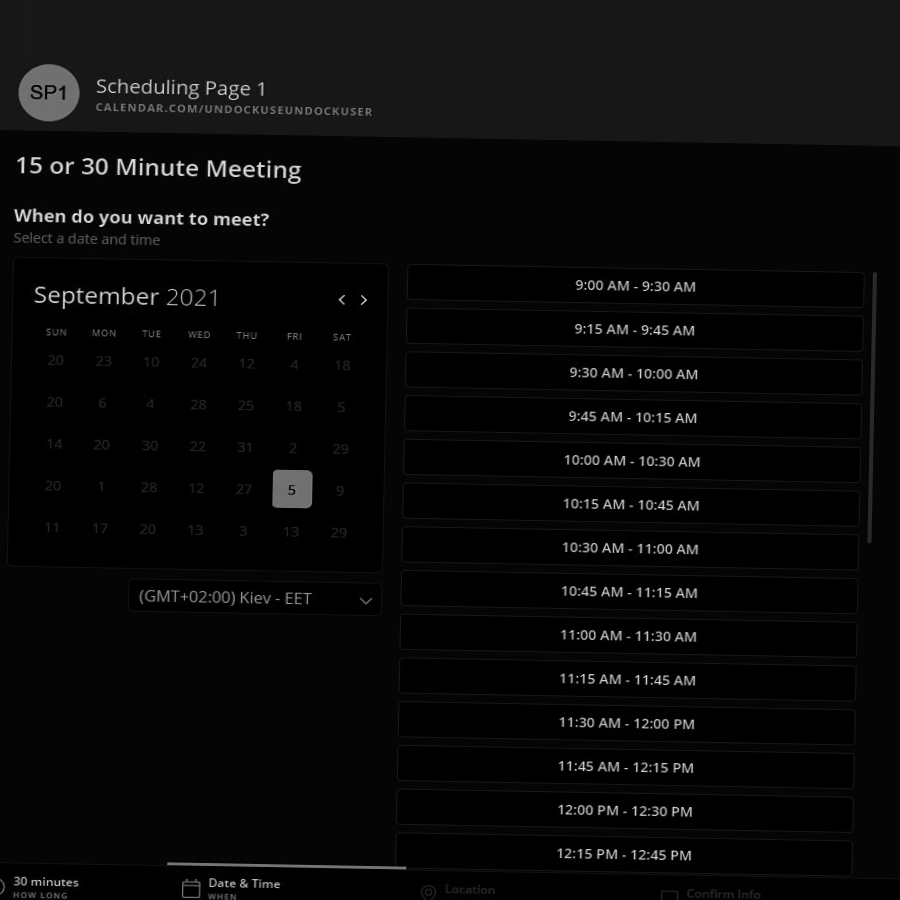 SP1
Scheduling Page 1
CALENDAR.COM/UNDOCKUSEUNDOCKUSER
15 or 30 Minute Meeting
When do you want to meet?
Select a date and time
September 2021
SUN MON TUE WED THU FRI SAT
20 23 10 24 12 4 18
20 6 4 28 25 18 5
14 20 30 22 31 2 29
20 1 28 12 27 5 9
11 17 20 13 3 13 29
(GMT+02:00) Kiev - EET
9:00 AM - 9:30 AM
9:15 AM - 9:45 AM
9:30 AM - 10:00 AM
9:45 AM - 10:15 AM
10:00 AM - 10:30 AM
10:15 AM - 10:45 AM
10:30 AM - 11:00 AM
10:45 AM - 11:15 AM
11:00 AM - 11:30 AM
11:15 AM - 11:45 AM
11:30 AM - 12:00 PM
11:45 AM - 12:15 PM
12:00 PM - 12:30 PM
12:15 PM - 12:45 PM
30 minutes
HOW LONG
Date & Time
WHEN
Location
Confirm Info